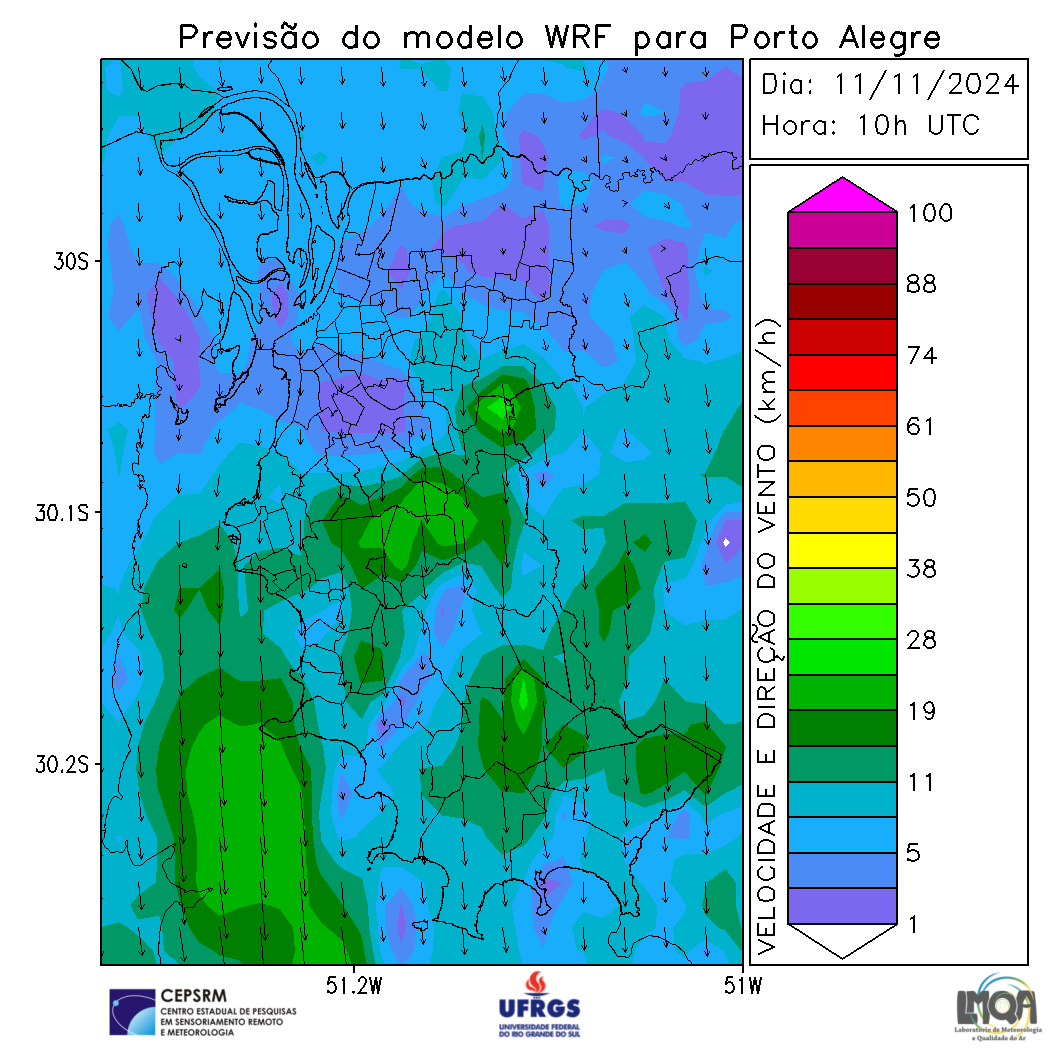 Previsão do modelo WRF para Porto Alegre
Dia: 11/11/2024
Hora: 10h UTC
30S
30.1S
30.2S
51.2W
51W
VELOCIDADE E DIREÇÃO DO VENTO (km/h)
100
88
74
61
50
38
28
19
11
5
1
CEPSRM
CENTRO ESTADUAL DE PESQUISAS
EM SENSORIAMENTO REMOTO
E METEOROLOGIA
UFRGS
UNIVERSIDADE FEDERAL
DO RIO GRANDE DO SUL
LMQA
Laboratório de Meteorologia
e Qualidade do Ar